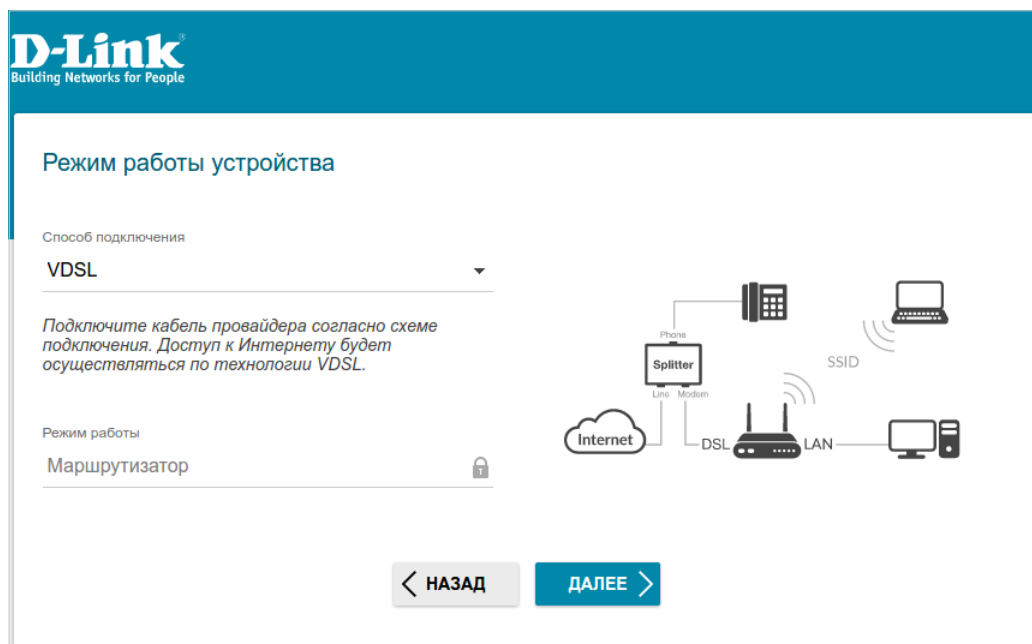 D-Link
Building Networks for People
Режим работы устройства
Способ подключения
VDSL
Подключите кабель провайдера согласно схеме
подключения. Доступ к Интернету будет
осуществляться по технологии VDSL.
Режим работы
Маршрутизатор
Phone
Splitter
Line Modem
Internet
DSL
LAN
SSID
НАЗАД
ДАЛЕЕ